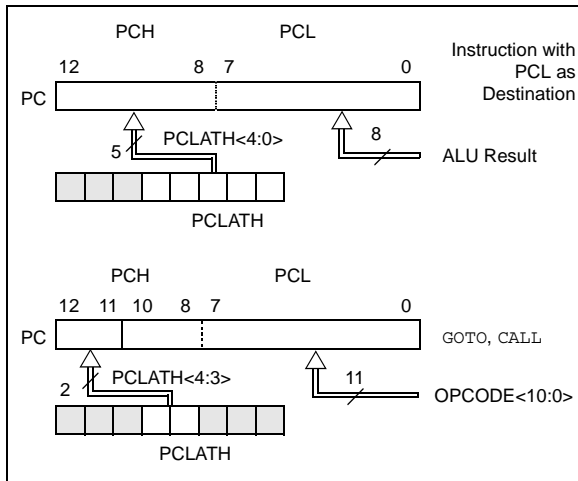 PCH PCL
12 8 7 0
Instruction with
PCL as
Destination
PC
5 PCLATH<4:0> 8
ALU Result
PCLATH
PCH PCL
12 11 10 8 7 0
PC GOTO, CALL
2 PCLATH<4:3> 11
OPCODE<10:0>
PCLATH